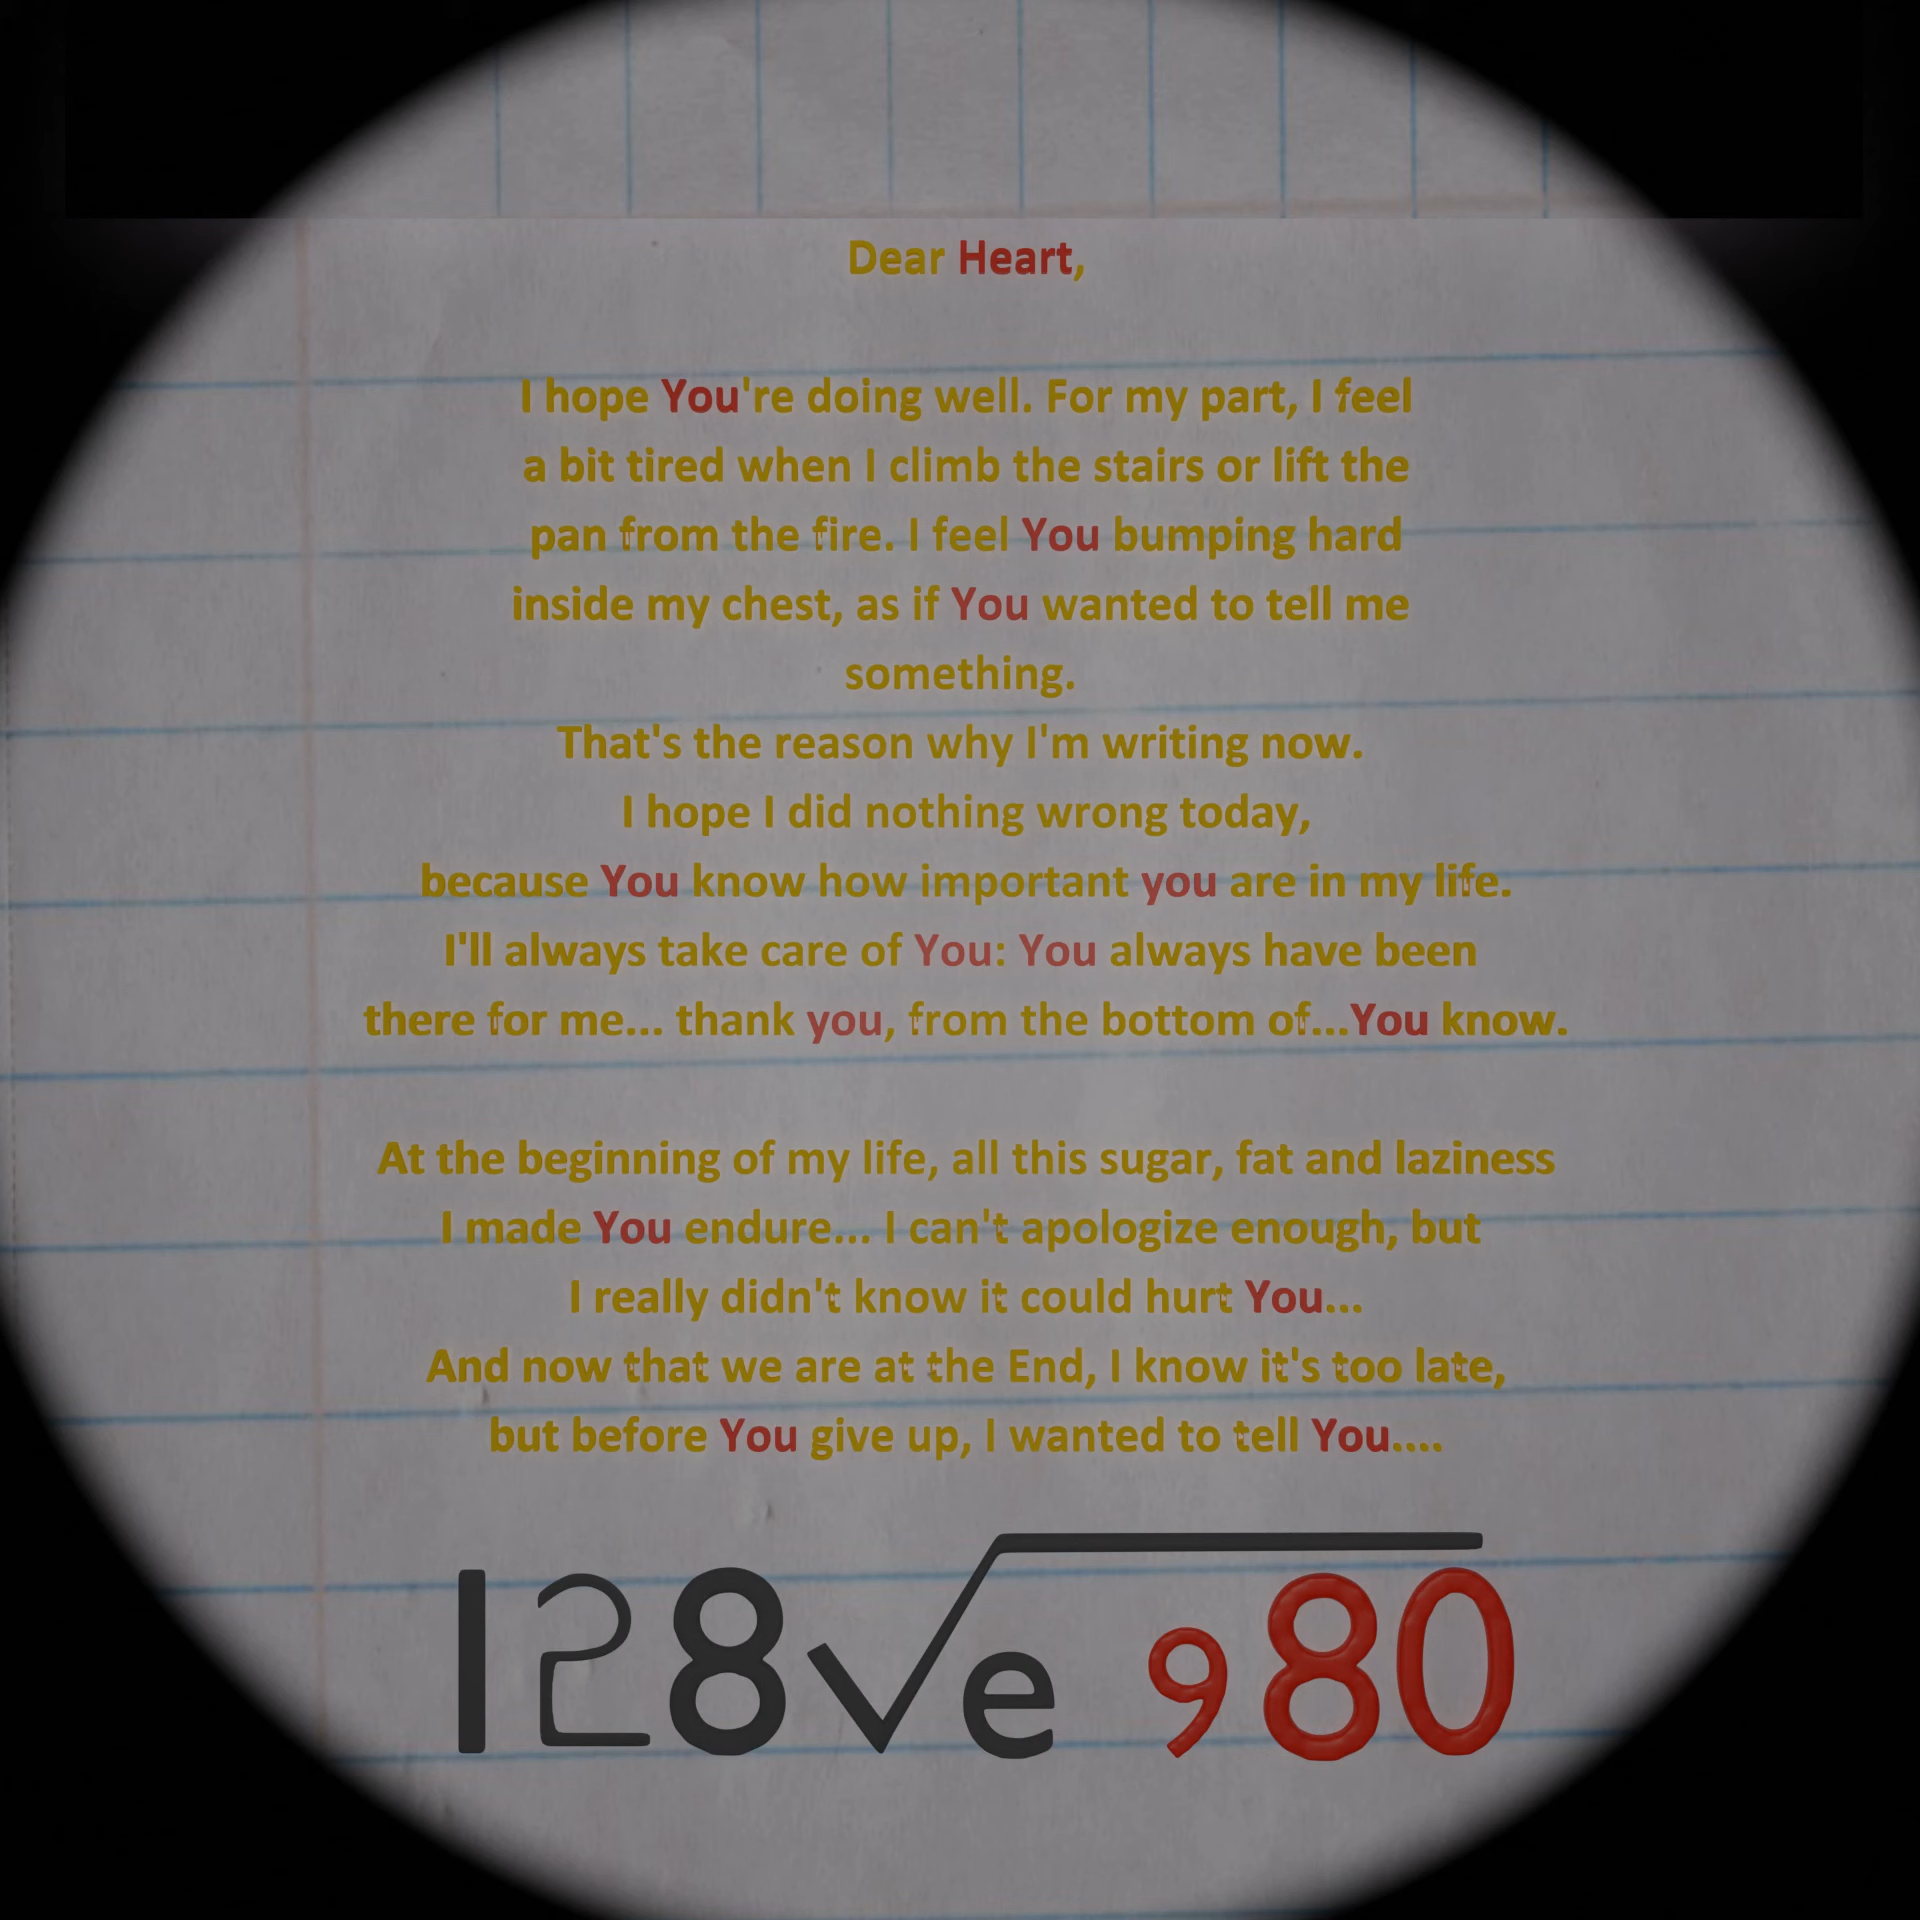 Dear Heart,
I hope You're doing well. For my part, I feel
a bit tired when I climb the stairs or lift the
pan from the fire. I feel You bumping hard
inside my chest, as if You wanted to tell me
something.
That's the reason why I'm writing now.
I hope I did nothing wrong today,
because You know how important you are in my life.
I'll always take care of You: You always have been
there for me... thank you, from the bottom of...You know.
At the beginning of my life, all this sugar, fat and laziness
I made You endure... I can't apologize enough, but
I really didn't know it could hurt You...
And now that we are at the End, I know it's too late,
but before You give up, I wanted to tell You....
128√e 980